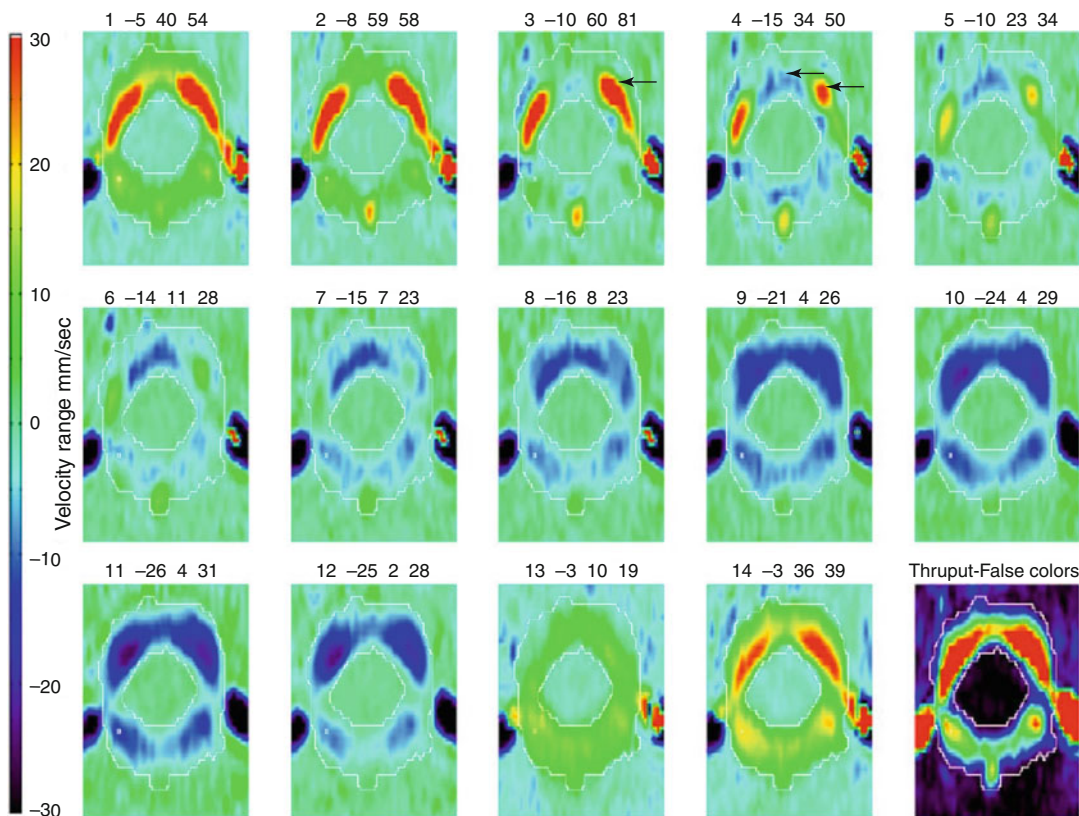 1 –5 40 54
2 –8 59 58
3 –10 60 81
4 –15 34 50
5 –10 23 34
30
20
10
0
–10
–20
–30
Velocity range mm/sec
6 –14 11 28
7 –15 7 23
8 –16 8 23
9 –21 4 26
10 –24 4 29
11 –26 4 31
12 –25 2 28
13 –3 10 19
14 –3 36 39
Thruput-False colors